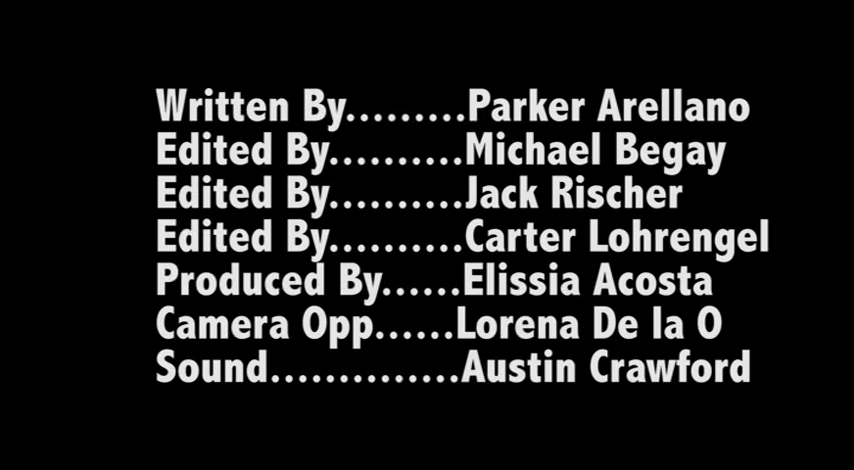 Written By.........Parker Arellano
Edited By..........Michael Begay
Edited By..........Jack Rischer
Edited By..........Carter Lohrengel
Produced By......Elissia Acosta
Camera Opp......Lorena De la O
Sound..............Austin Crawford